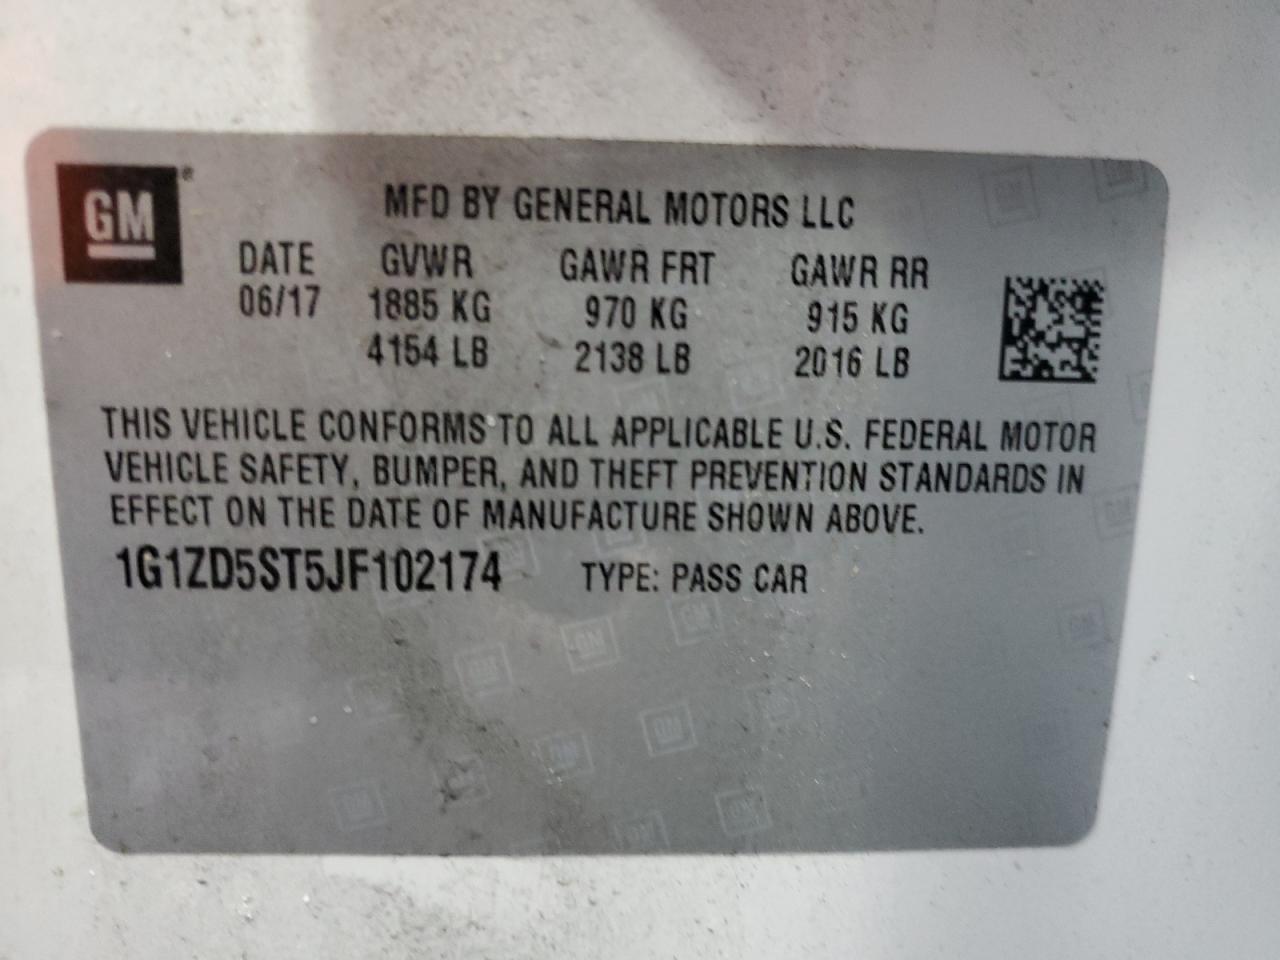 GM®
MFD BY GENERAL MOTORS LLC
DATE GVWR GAWR FRT GAWR RR
06/17 1885 KG 970 KG 915 KG
4154 LB 2138 LB 2016 LB
THIS VEHICLE CONFORMS TO ALL APPLICABLE U.S. FEDERAL MOTOR
VEHICLE SAFETY, BUMPER, AND THEFT PREVENTION STANDARDS IN
EFFECT ON THE DATE OF MANUFACTURE SHOWN ABOVE.
1G1ZD5ST5JF102174 TYPE: PASS CAR